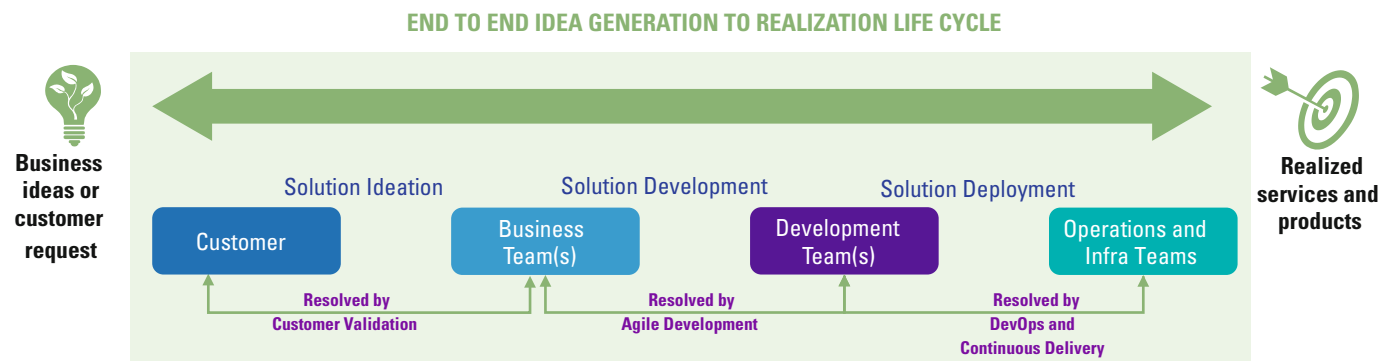 END TO END IDEA GENERATION TO REALIZATION LIFE CYCLE
Business
ideas or
customer
request
Realized
services and
products
Solution Ideation
Solution Development
Solution Deployment
Customer
Business
Team(s)
Development
Team(s)
Operations and
Infra Teams
Resolved by
Customer Validation
Resolved by
Agile Development
Resolved by
DevOps and
Continuous Delivery